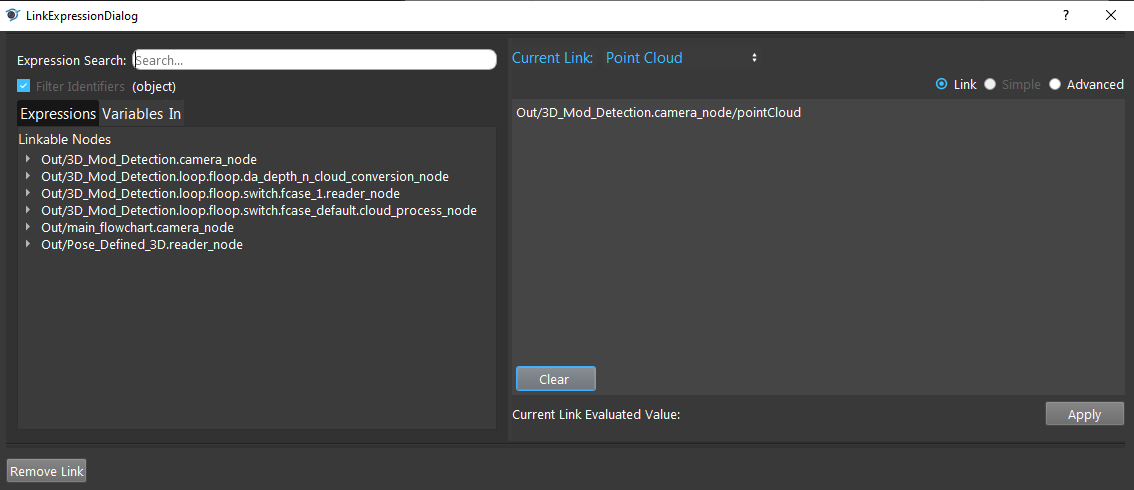 LinkExpressionDialog
?
Expression Search: Search...
Filter Identifiers (object)
Expressions Variables In
Linkable Nodes
Out/3D_Mod_Detection.camera_node
Out/3D_Mod_Detection.loop.floop.da_depth_n_cloud_conversion_node
Out/3D_Mod_Detection.loop.floop.switch.fcase_1.reader_node
Out/3D_Mod_Detection.loop.floop.switch.fcase_default.cloud_process_node
Out/main_flowchart.camera_node
Out/Pose_Defined_3D.reader_node
Current Link: Point Cloud
Link Simple Advanced
Out/3D_Mod_Detection.camera_node/pointCloud
Clear
Current Link Evaluated Value:
Apply
Remove Link